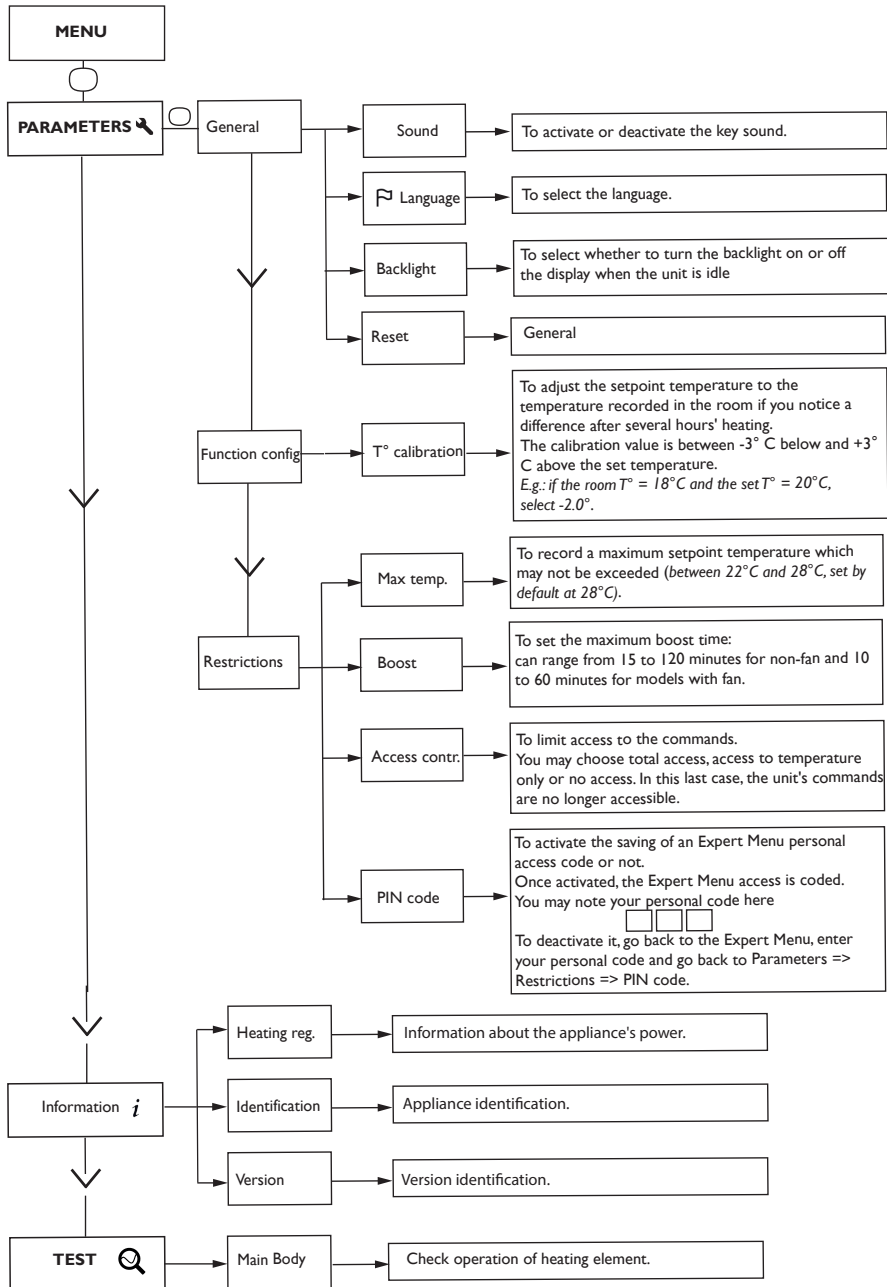 MENU
PARAMETERS
General
Sound
To activate or deactivate the key sound.
Language
To select the language.
Backlight
To select whether to turn the backlight on or off
the display when the unit is idle
Reset
General
Function config
T° calibration
To adjust the setpoint temperature to the
temperature recorded in the room if you notice a
difference after several hours' heating.
The calibration value is between -3° C below and +3°
C above the set temperature.
E.g.: if the room T° = 18°C and the set T° = 20°C,
select -2.0°.
Restrictions
Max temp.
To record a maximum setpoint temperature which
may not be exceeded (between 22°C and 28°C, set by
default at 28°C).
Boost
To set the maximum boost time:
can range from 15 to 120 minutes for non-fan and 10
to 60 minutes for models with fan.
Access contr.
To limit access to the commands.
You may choose total access, access to temperature
only or no access. In this last case, the unit's commands
are no longer accessible.
PIN code
To activate the saving of an Expert Menu personal
access code or not.
Once activated, the Expert Menu access is coded.
You may note your personal code here
To deactivate it, go back to the Expert Menu, enter
your personal code and go back to Parameters =>
Restrictions => PIN code.
Information i
Heating reg.
Information about the appliance's power.
Identification
Appliance identification.
Version
Version identification.
TEST
Main Body
Check operation of heating element.